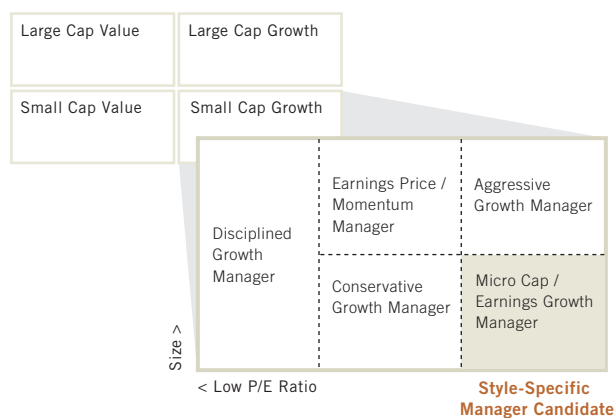 Large Cap Value
Large Cap Growth
Small Cap Value
Small Cap Growth
Disciplined
Growth
Manager
Earnings Price /
Momentum
Manager
Aggressive
Growth Manager
Conservative
Growth Manager
Micro Cap /
Earnings Growth
Manager
Size >
< Low P/E Ratio
Style-Specific
Manager Candidate